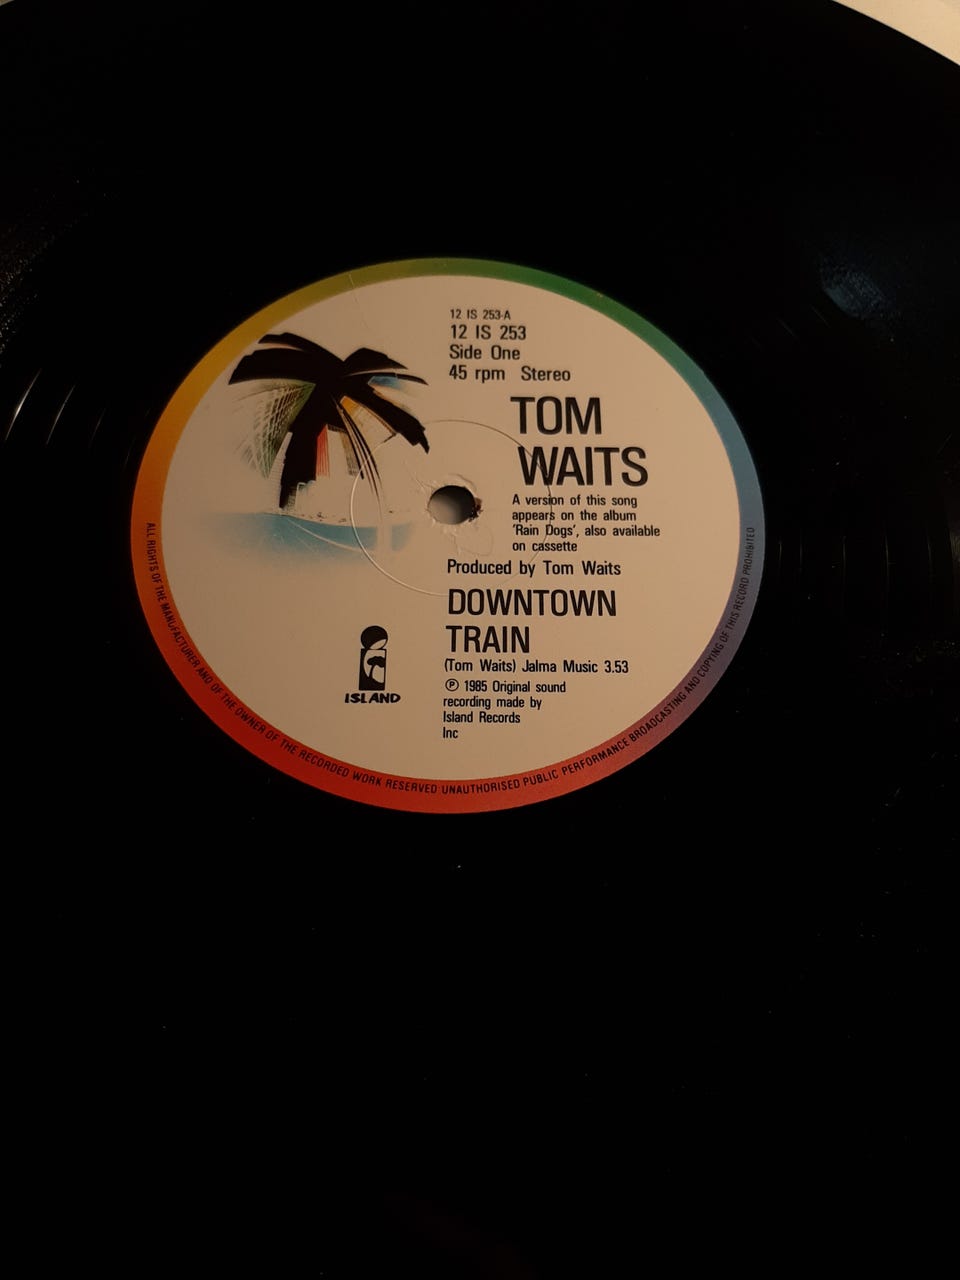 12 IS 253-A
12 IS 253
Side One
45 rpm Stereo
TOM
WAITS
A version of this song
appears on the album
'Rain Dogs', also available
on cassette
Produced by Tom Waits
DOWNTOWN
TRAIN
(Tom Waits) Jalma Music 3.53
Ⓟ 1985 Original sound
recording made by
Island Records
Inc
ISLAND
ALL RIGHTS OF THE MANUFACTURER AND OF THE OWNER OF THE RECORDED WORK RESERVED UNAUTHORISED PUBLIC PERFORMANCE BROADCASTING AND COPYING OF THIS RECORD PROHIBITED